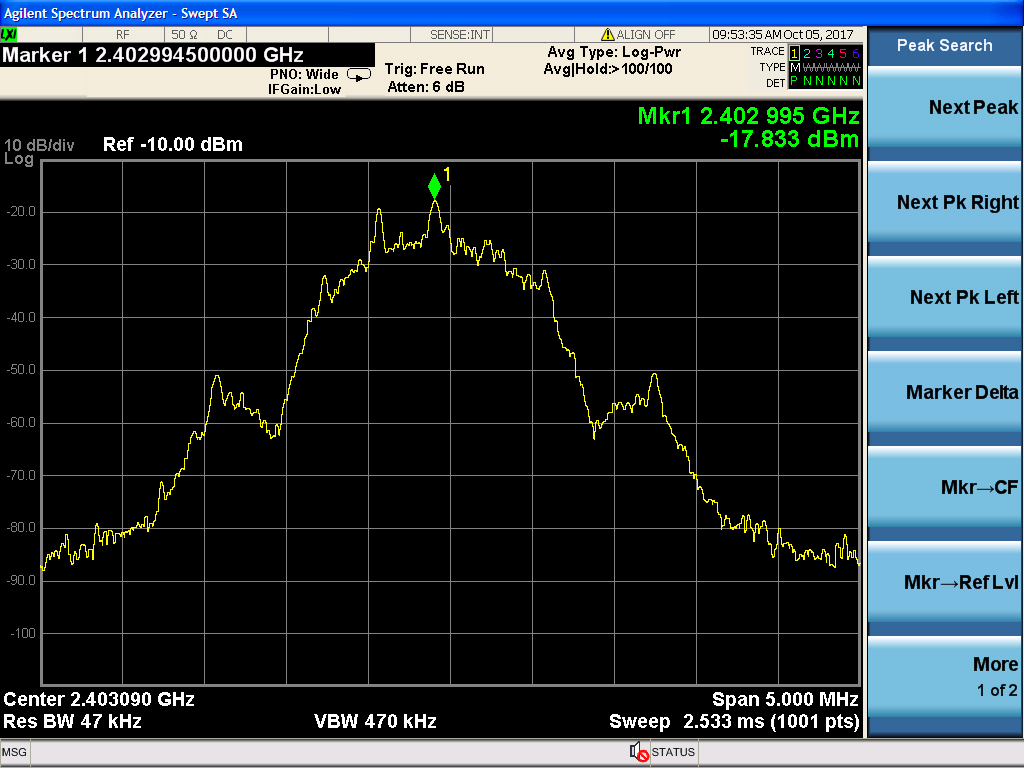 Agilent Spectrum Analyzer - Swept SA
LXI
RF
50 Ω
DC
SENSE:INT
ALIGN OFF
09:53:35 AM Oct 05, 2017
Marker 1 2.402994500000 GHz
PNO: Wide
IFGain:Low
Trig: Free Run
Atten: 6 dB
Avg Type: Log-Pwr
Avg|Hold:> 100/100
TRACE 1 2 3 4 5 6
TYPE M W W W W W
DET P N N N N N
Mkr1 2.402 995 GHz
-17.833 dBm
10 dB/div
Log
Ref -10.00 dBm
1
-20.0
-30.0
-40.0
-50.0
-60.0
-70.0
-80.0
-90.0
-100
Center 2.403090 GHz
Span 5.000 MHz
Res BW 47 kHz
VBW 470 kHz
Sweep 2.533 ms (1001 pts)
MSG
STATUS
Peak Search
Next Peak
Next Pk Right
Next Pk Left
Marker Delta
Mkr→CF
Mkr→Ref Lvl
More
1 of 2